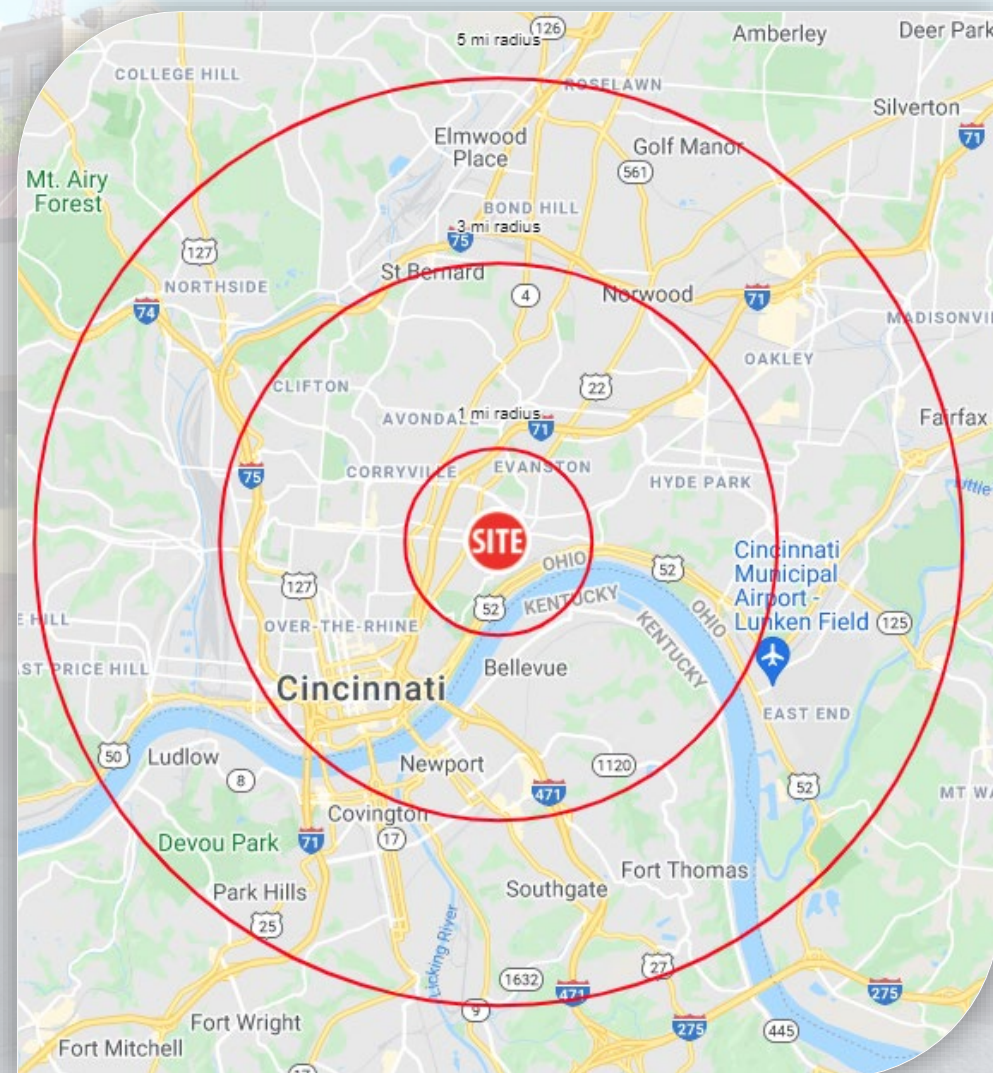 126
5 mi radius
Amberley
Deer Park
COLLEGE HILL
ROSELAWN
Silverton
71
Elmwood
Place
Golf Manor
561
Mt. Airy
Forest
BOND HILL
3 mi radius
75
127
St Bernard
NORTHSIDE
4
Norwood
71
74
MADISONVI
OAKLEY
CLIFTON
22
1 mi radius
AVONDALE
71
Fairfax
CORRYVILLE
EVANSTON
75
HYDE PARK
Little
SITE
OHIO
Cincinnati
Municipal
Airport -
Lunken Field
52
127
KENTUCKY
52
OHIO
KENTUCKY
125
E HILL
OVER-THE-RHINE
ST PRICE HILL
Bellevue
Cincinnati
EAST END
50
Ludlow
8
Newport
1120
471
52
MT WA
Covington
17
Devou Park
71
Fort Thomas
Southgate
Park Hills
25
Licking River
27
1632
471
275
9
Fort Wright
275
445
Fort Mitchell
17